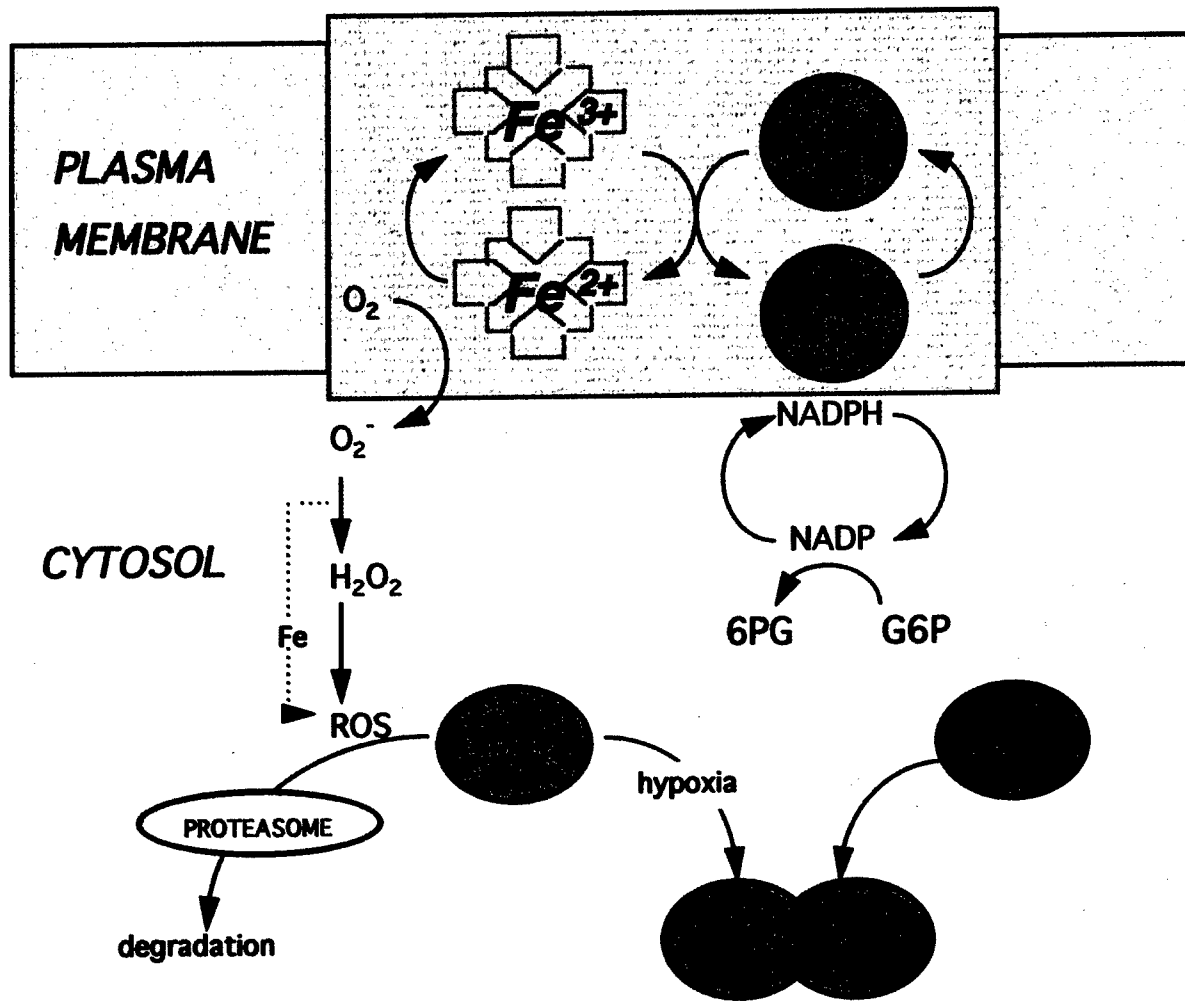 PLASMA
MEMBRANE
Fe³⁺
Fe²⁺
O₂
O₂⁻
NADPH
NADP
CYTOSOL
H₂O₂
6PG
G6P
Fe
ROS
hypoxia
PROTEASOME
degradation